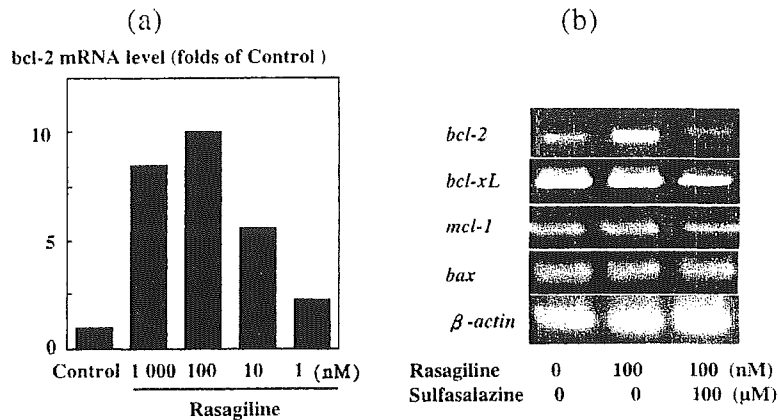 (a)
bcl-2 mRNA level (folds of Control )
10
5
0
Control 1 000 100 10 1 (nM)
Rasagiline
(b)
bcl-2
bcl-xL
mcl-1
bax
β-actin
Rasagiline 0 100 100 (nM)
Sulfasalazine 0 0 100 (μM)